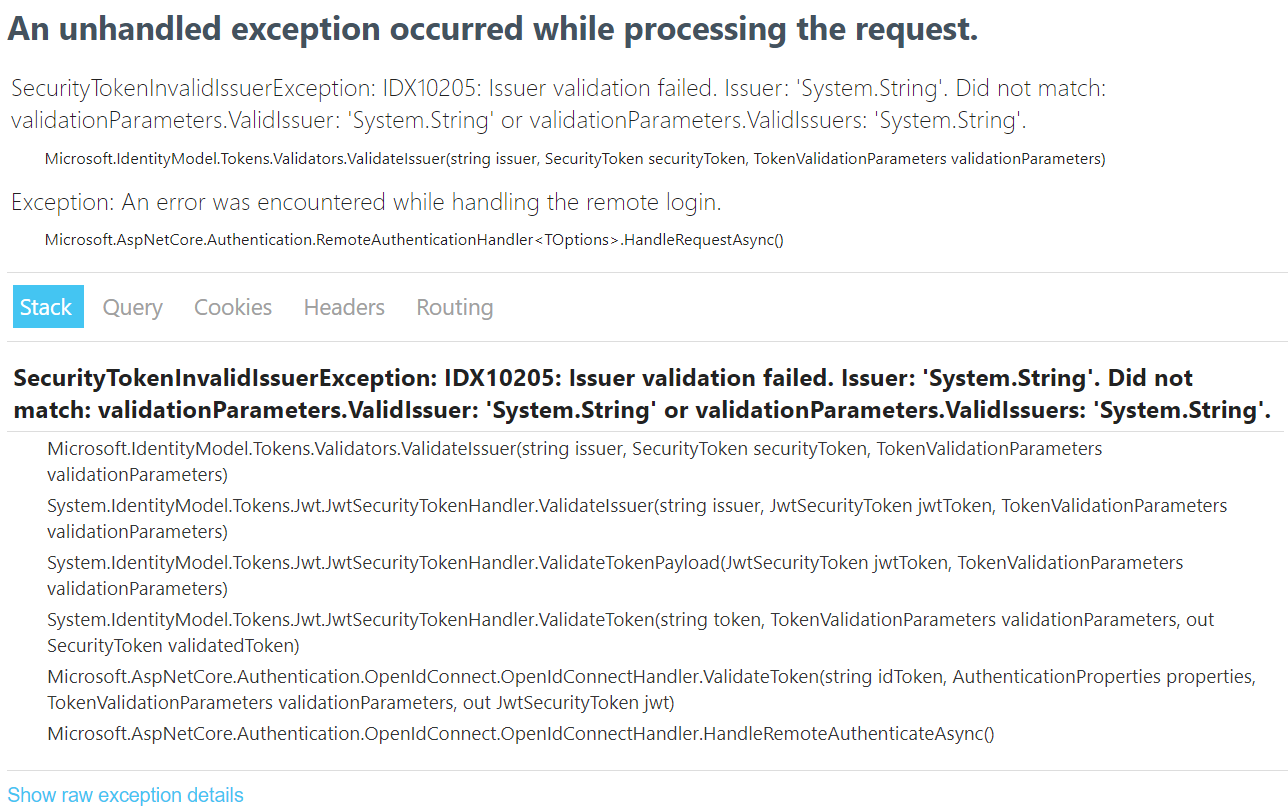 An unhandled exception occurred while processing the request.
SecurityTokenInvalidIssuerException: IDX10205: Issuer validation failed. Issuer: 'System.String'. Did not match:
validationParameters.ValidIssuer: 'System.String' or validationParameters.ValidIssuers: 'System.String'.
Microsoft.IdentityModel.Tokens.Validators.ValidateIssuer(string issuer, SecurityToken securityToken, TokenValidationParameters validationParameters)
Exception: An error was encountered while handling the remote login.
Microsoft.AspNetCore.Authentication.RemoteAuthenticationHandler<TOptions>.HandleRequestAsync()
Stack Query Cookies Headers Routing
SecurityTokenInvalidIssuerException: IDX10205: Issuer validation failed. Issuer: 'System.String'. Did not
match: validationParameters.ValidIssuer: 'System.String' or validationParameters.ValidIssuers: 'System.String'.
Microsoft.IdentityModel.Tokens.Validators.ValidateIssuer(string issuer, SecurityToken securityToken, TokenValidationParameters
validationParameters)
System.IdentityModel.Tokens.Jwt.JwtSecurityTokenHandler.ValidateIssuer(string issuer, JwtSecurityToken jwtToken, TokenValidationParameters
validationParameters)
System.IdentityModel.Tokens.Jwt.JwtSecurityTokenHandler.ValidateTokenPayload(JwtSecurityToken jwtToken, TokenValidationParameters
validationParameters)
System.IdentityModel.Tokens.Jwt.JwtSecurityTokenHandler.ValidateToken(string token, TokenValidationParameters validationParameters, out
SecurityToken validatedToken)
Microsoft.AspNetCore.Authentication.OpenIdConnect.OpenIdConnectHandler.ValidateToken(string idToken, AuthenticationProperties properties,
TokenValidationParameters validationParameters, out JwtSecurityToken jwt)
Microsoft.AspNetCore.Authentication.OpenIdConnect.OpenIdConnectHandler.HandleRemoteAuthenticateAsync()
Show raw exception details